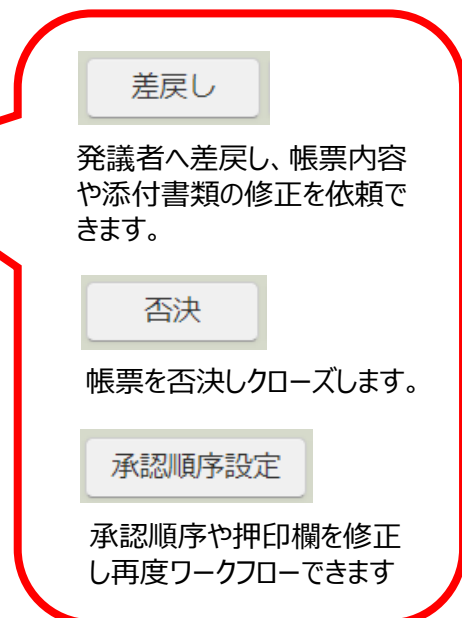 差戻し
発議者へ差戻し、帳票内容
や添付書類の修正を依頼で
きます。
否決
帳票を否決しクローズします。
承認順序設定
承認順序や押印欄を修正
し再度ワークフローできます